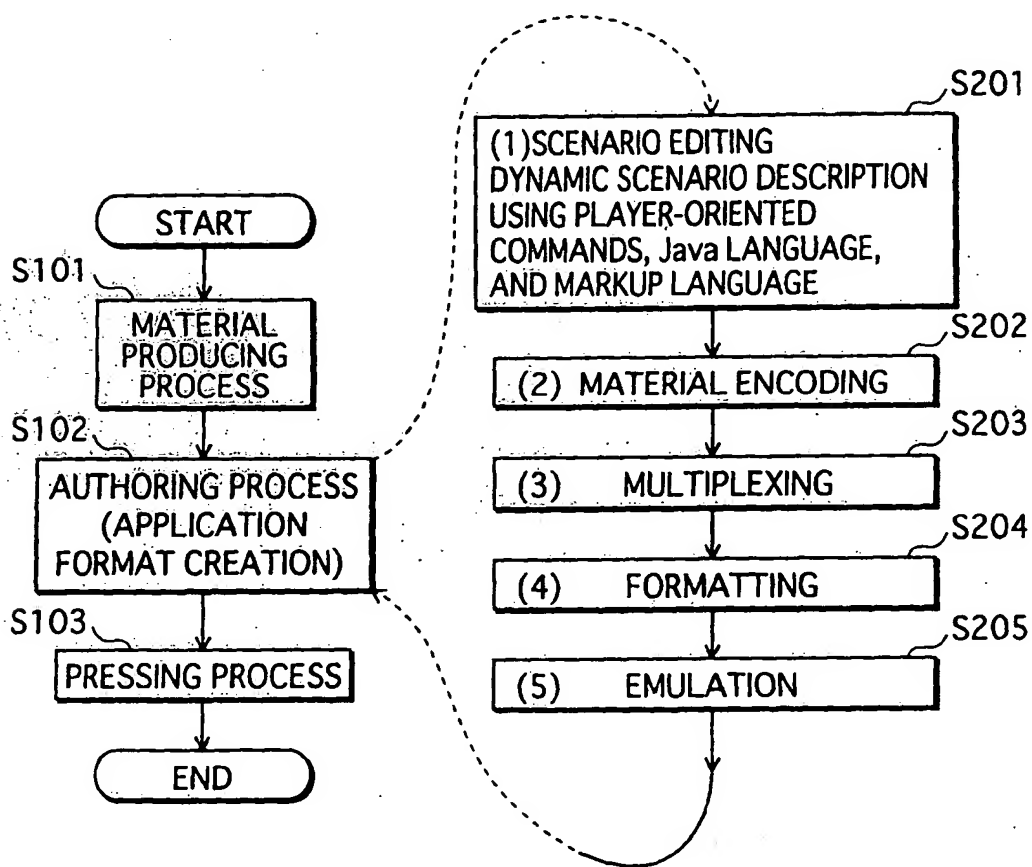 START
S101
MATERIAL
PRODUCING
PROCESS
S102
AUTHORING PROCESS
(APPLICATION
FORMAT CREATION)
S103
PRESSING PROCESS
END
S201
(1)SCENARIO EDITING
DYNAMIC SCENARIO DESCRIPTION
USING PLAYER-ORIENTED
COMMANDS, Java LANGUAGE,
AND MARKUP LANGUAGE
S202
(2) MATERIAL ENCODING
S203
(3) MULTIPLEXING
S204
(4) FORMATTING
S205
(5) EMULATION